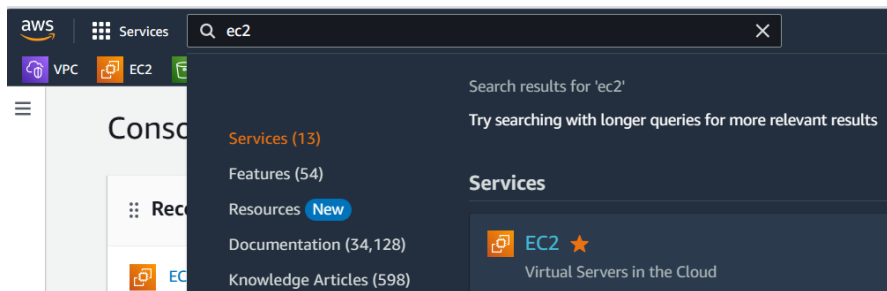 aws
Services
ec2
VPC
EC2
Search results for 'ec2'
Try searching with longer queries for more relevant results
Conso
Services (13)
Features (54)
Resources New
Documentation (34,128)
Knowledge Articles (598)
Services
Rece
EC2
Virtual Servers in the Cloud
EC